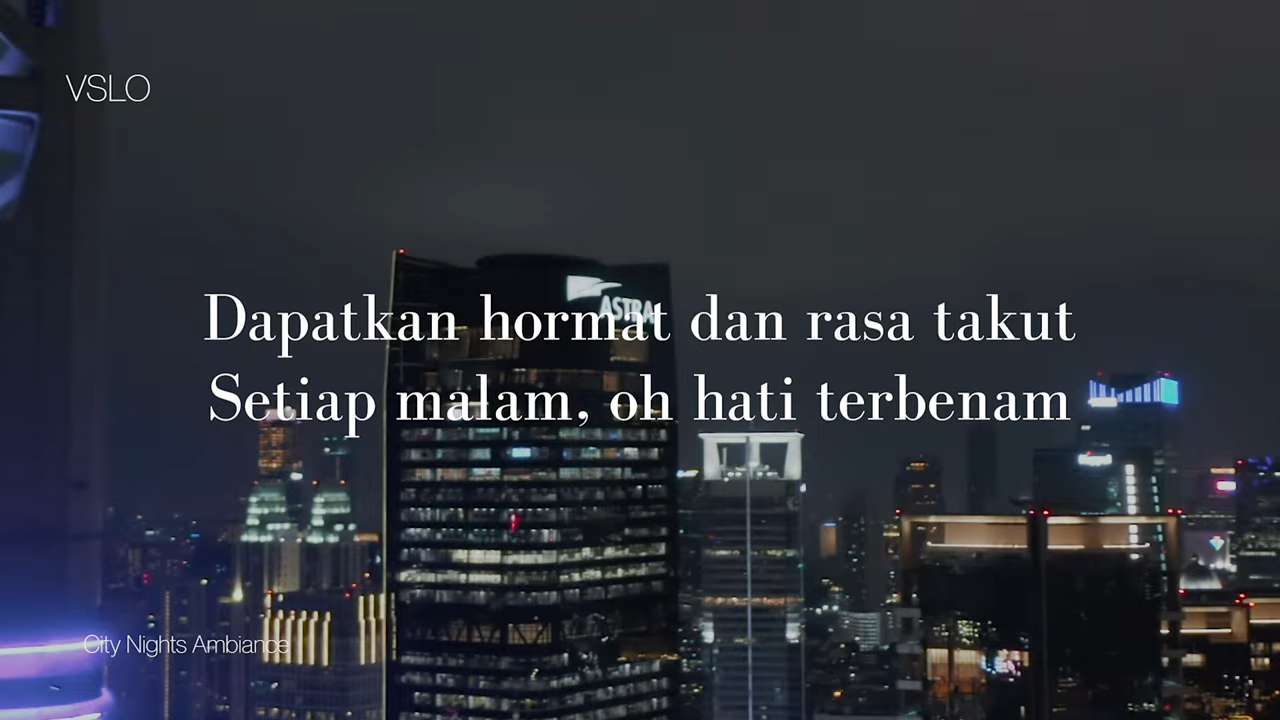 VSLO
ASTRA
Dapatkan hormat dan rasa takut
Setiap malam, oh hati terbenam
City Nights Ambiance